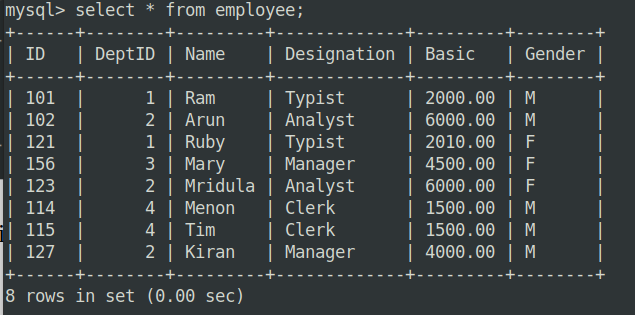 mysql> select * from employee;
+------+--------+---------+-------------+---------+--------+
| ID   | DeptID | Name    | Designation | Basic   | Gender |
+------+--------+---------+-------------+---------+--------+
| 101  |      1 | Ram     | Typist      | 2000.00 | M      |
| 102  |      2 | Arun    | Analyst     | 6000.00 | M      |
| 121  |      1 | Ruby    | Typist      | 2010.00 | F      |
| 156  |      3 | Mary    | Manager     | 4500.00 | F      |
| 123  |      2 | Mridula | Analyst     | 6000.00 | F      |
| 114  |      4 | Menon   | Clerk       | 1500.00 | M      |
| 115  |      4 | Tim     | Clerk       | 1500.00 | M      |
| 127  |      2 | Kiran   | Manager     | 4000.00 | M      |
+------+--------+---------+-------------+---------+--------+
8 rows in set (0.00 sec)